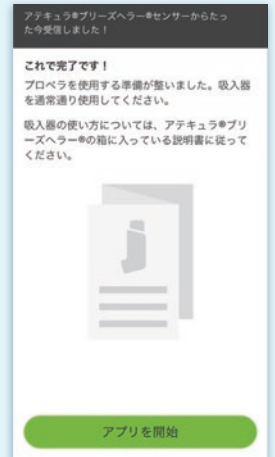 アテキュラ®ブリーズヘラー®センサーからたっ
た今受信しました！
これで完了です！
プロペラを使用する準備が整いました。吸入器
を通常通り使用してください。
吸入器の使い方については、アテキュラ®ブリ
ーズヘラー®の箱に入っている説明書に従って
ください。
アプリを開始